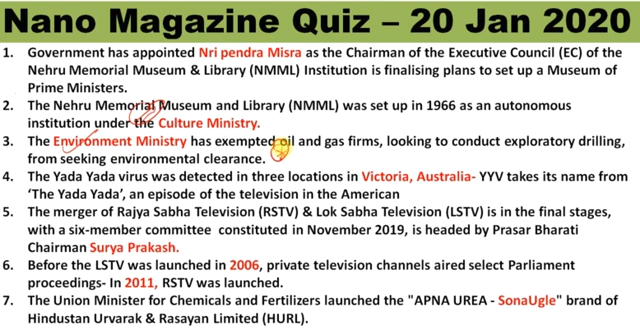 Nano Magazine Quiz – 20 Jan 2020
1. Government has appointed Nri pendra Misra as the Chairman of the Executive Council (EC) of the
Nehru Memorial Museum & Library (NMML) Institution is finalising plans to set up a Museum of
Prime Ministers.
2. The Nehru Memorial Museum and Library (NMML) was set up in 1966 as an autonomous
institution under the Culture Ministry.
3. The Environment Ministry has exempted oil and gas firms, looking to conduct exploratory drilling,
from seeking environmental clearance.
4. The Yada Yada virus was detected in three locations in Victoria, Australia- YYV takes its name from
‘The Yada Yada’, an episode of the television in the American
5. The merger of Rajya Sabha Television (RSTV) & Lok Sabha Television (LSTV) is in the final stages,
with a six-member committee constituted in November 2019, is headed by Prasar Bharati
Chairman Surya Prakash.
6. Before the LSTV was launched in 2006, private television channels aired select Parliament
proceedings- In 2011, RSTV was launched.
7. The Union Minister for Chemicals and Fertilizers launched the "APNA UREA - SonaUgle" brand of
Hindustan Urvarak & Rasayan Limited (HURL).